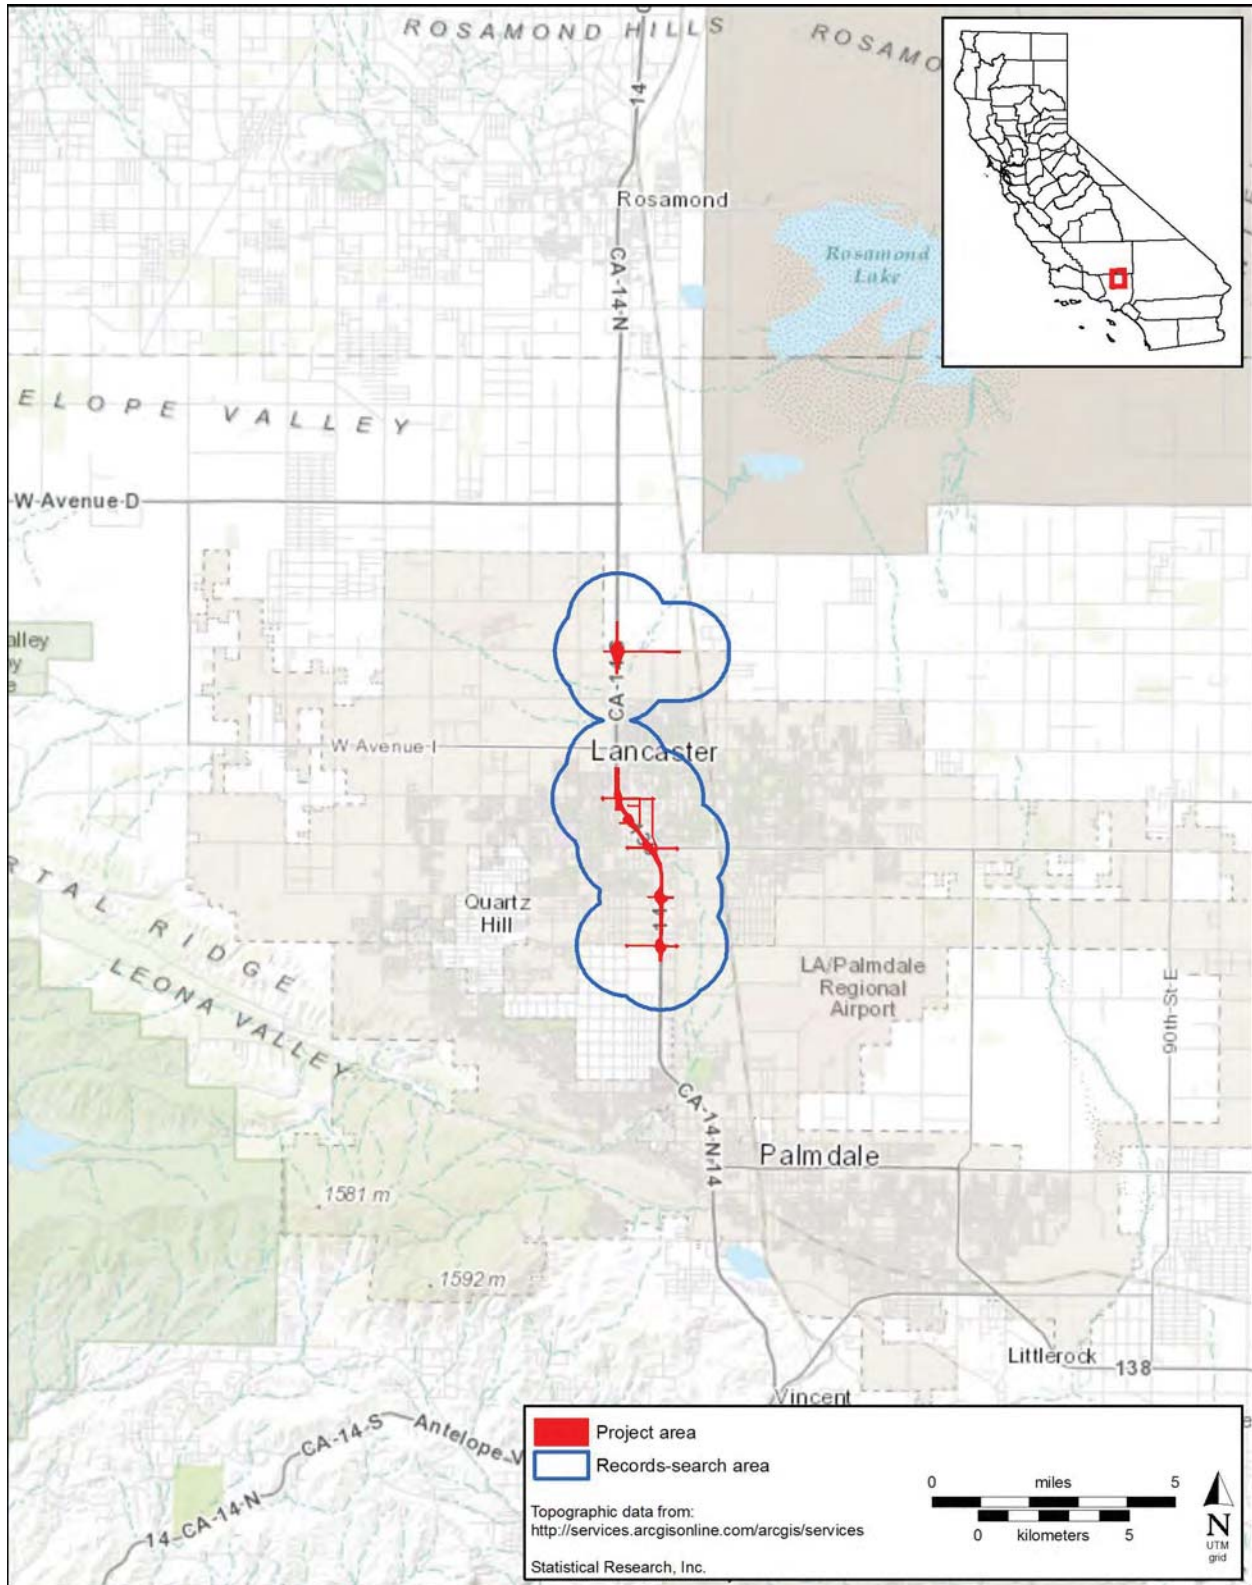 ROSAMOND HILLS
ROSAMO
14
Rosamond
CA-14-N
Rosamond
Lake
ELOPE VALLEY
W-Avenue-D
alley
W-Avenue-I
Lancaster
Quartz
Hill
14
RTAL RIDGE
LEONA VALLEY
LA/Palmdale
Regional
Airport
90th-St-E
CA-14-N-14
Palmdale
1581 m
1592 m
Littlerock
138
Vincent
CA-14-S
Antelope-V
14-CA-14-N
Project area
Records-search area
0 miles 5
0 kilometers 5
Topographic data from:
http://services.arcgisonline.com/arcgis/services
Statistical Research, Inc.
N
UTM
grid